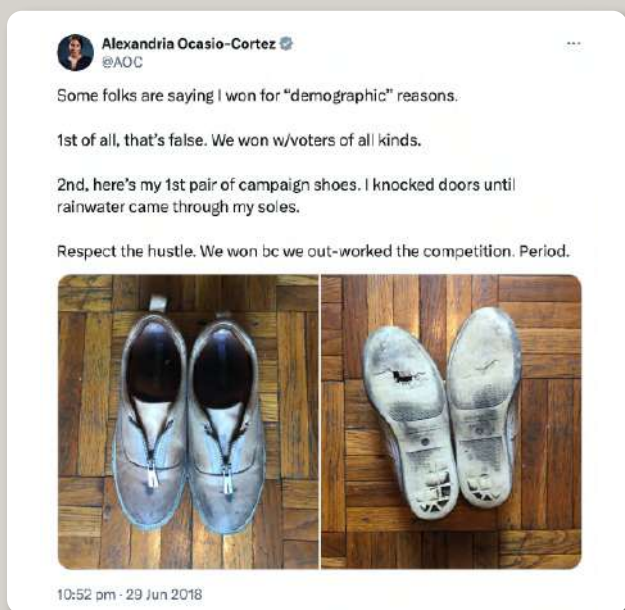 Alexandria Ocasio-Cortez
@AOC
Some folks are saying I won for “demographic” reasons.
1st of all, that’s false. We won w/voters of all kinds.
2nd, here’s my 1st pair of campaign shoes. I knocked doors until
rainwater came through my soles.
Respect the hustle. We won bc we out-worked the competition. Period.
10:52 pm · 29 Jun 2018